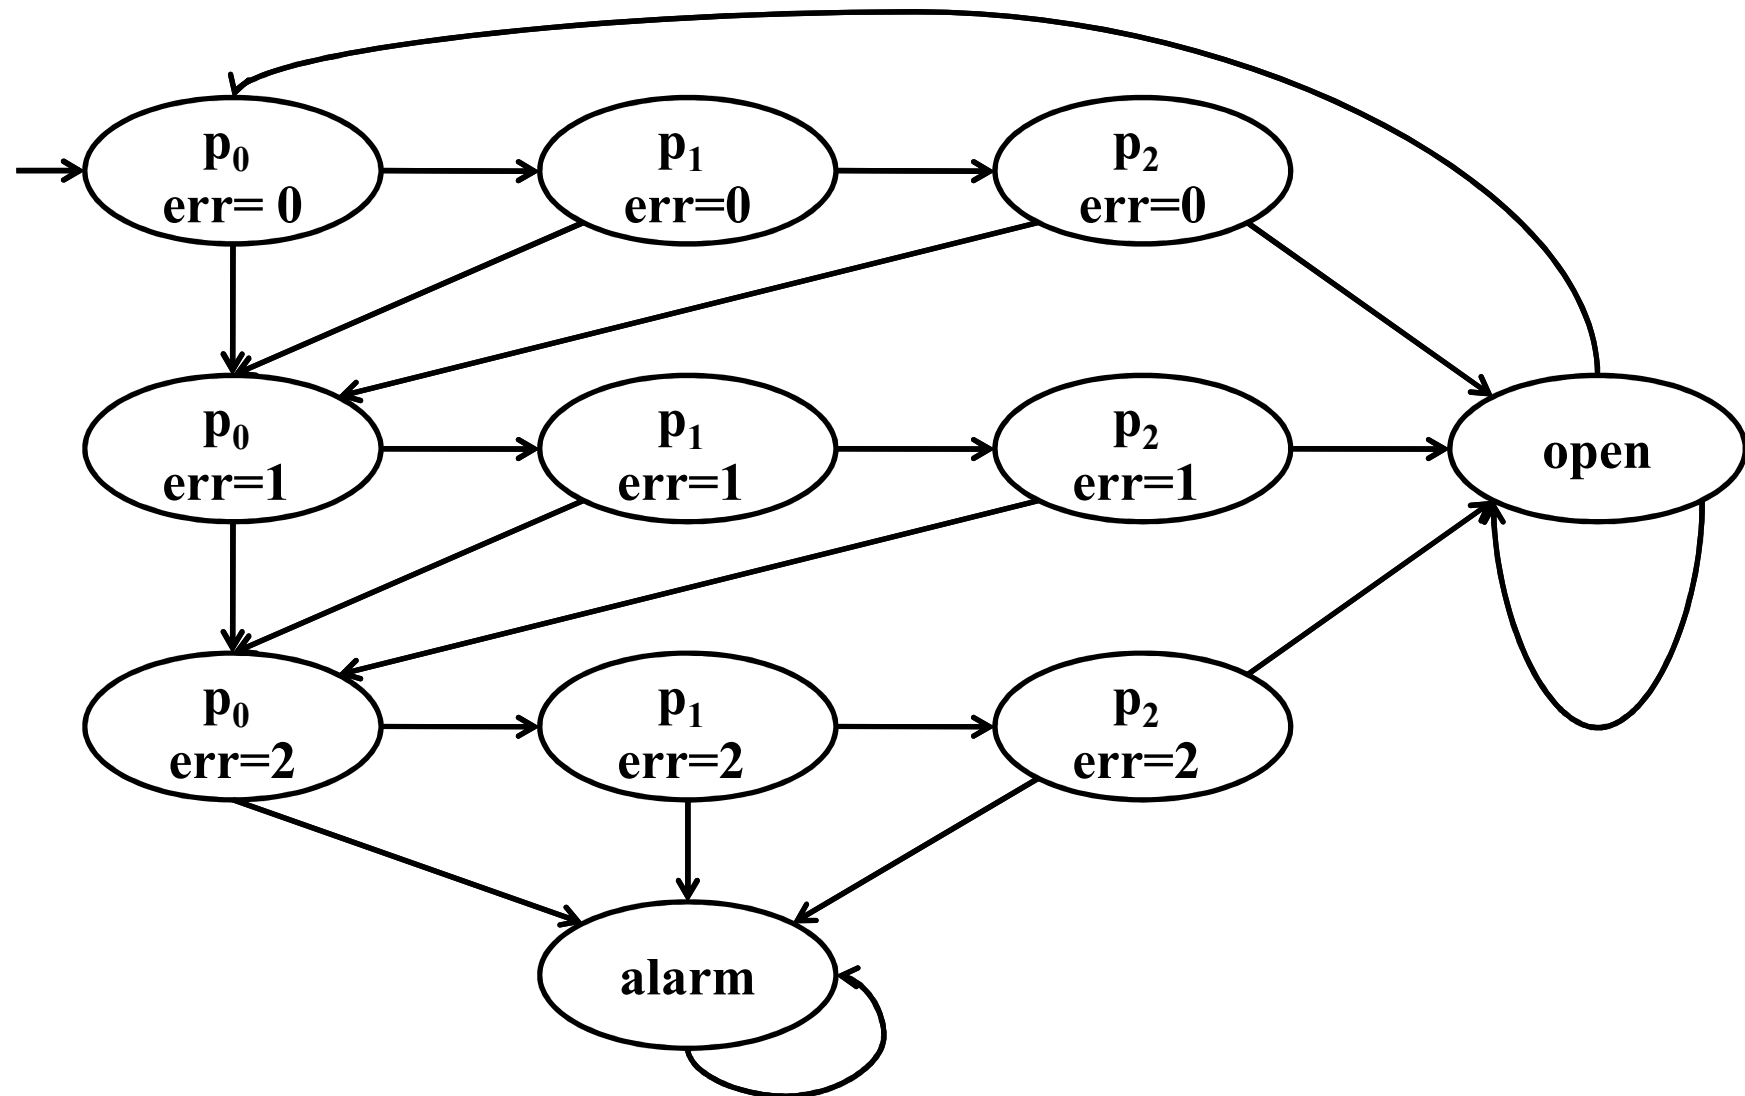 p₀
err= 0
p₁
err=0
p₂
err=0
p₀
err=1
p₁
err=1
p₂
err=1
open
p₀
err=2
p₁
err=2
p₂
err=2
alarm